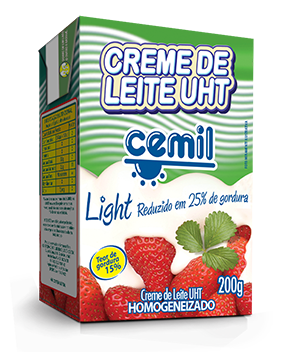 CREME DE
LEITE UHT
cemil
Light Reduzido em 25% de gordura
Teor de
gordura
15%
200g
Creme de Leite UHT
HOMOGENEIZADO